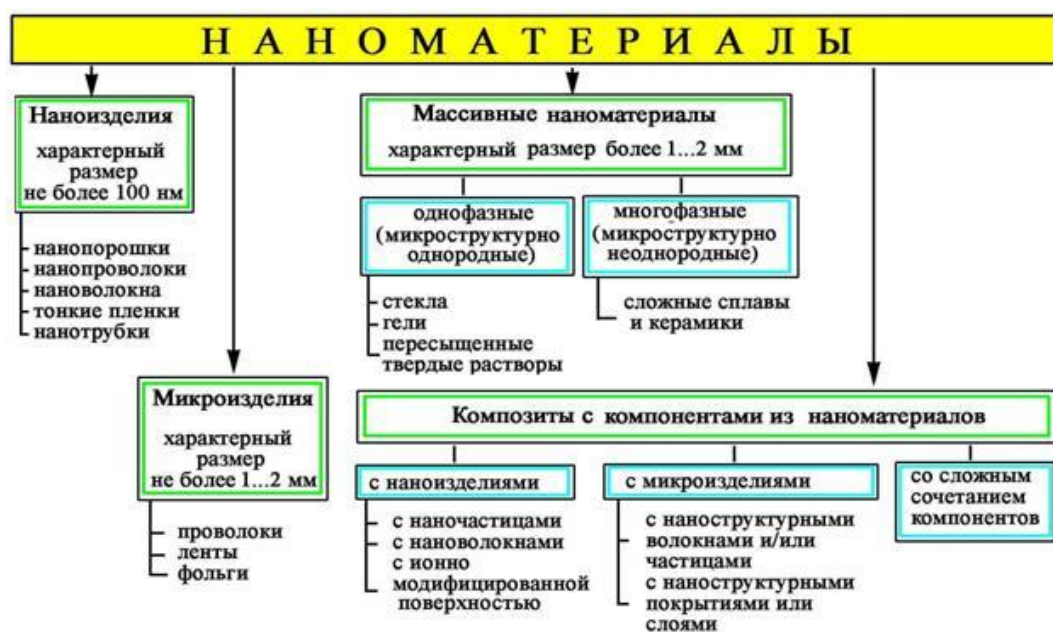 НАНОМАТЕРИАЛЫ
Наноизделия
характерный
размер
не более 100 нм
нанопорошки
нанопроволоки
нановолокна
тонкие пленки
нанотрубки
Микроизделия
характерный
размер
не более 1...2 мм
проволоки
ленты
фольги
Массивные наноматериалы
характерный размер более 1...2 мм
однофазные
(микроструктурно
однородные)
стекла
гели
пересыщенные
твердые растворы
многофазные
(микроструктурно
неоднородные)
сложные сплавы
и керамики
Композиты с компонентами из наноматериалов
с наноизделиями
с наночастицами
с нановолокнами
с ионно
модифицированной
поверхностью
с микроизделиями
с наноструктурными
волокнами и/или
частицами
с наноструктурными
покрытиями или
слоями
со сложным
сочетанием
компонентов